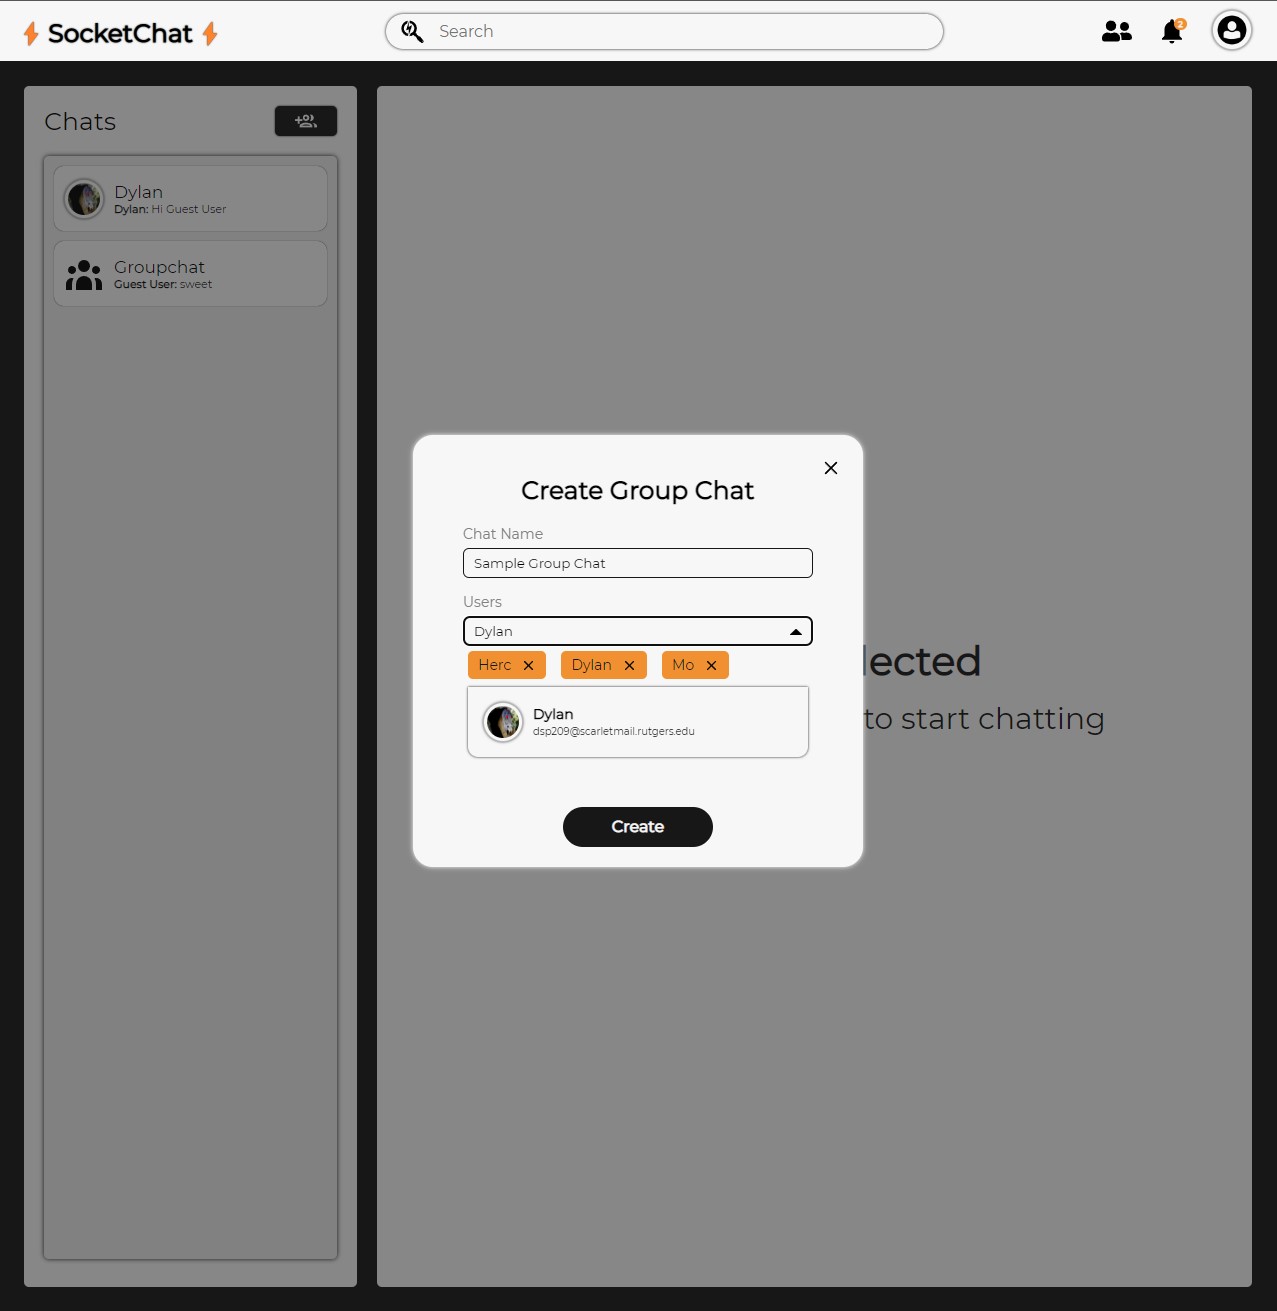 SocketChat
Search
2
Chats
Dylan
Dylan: Hi Guest User
Groupchat
Guest User: sweet
lected
to start chatting
Create Group Chat
Chat Name
Sample Group Chat
Users
Dylan
Herc Dylan Mo
Dylan
dsp209@scarletmail.rutgers.edu
Create